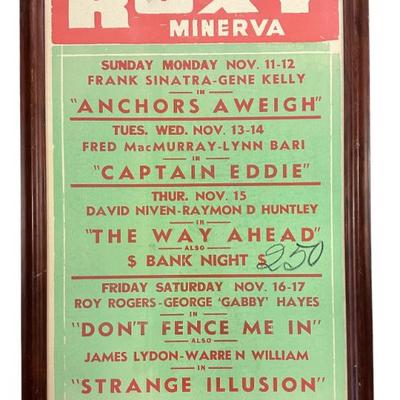 ROXY
MINERVA
SUNDAY MONDAY NOV. 11-12
FRANK SINATRA-GENE KELLY
IN
"ANCHORS AWEIGH"
TUES. WED. NOV. 13-14
FRED MacMURRAY-LYNN BARI
IN
"CAPTAIN EDDIE"
THUR. NOV. 15
DAVID NIVEN-RAYMON D HUNTLEY
IN
"THE WAY AHEAD"
ALSO
$ BANK NIGHT $250
FRIDAY SATURDAY NOV. 16-17
ROY ROGERS-GEORGE 'GABBY' HAYES
IN
"DON'T FENCE ME IN"
ALSO
JAMES LYDON-WARRE N WILLIAM
IN
"STRANGE ILLUSION"